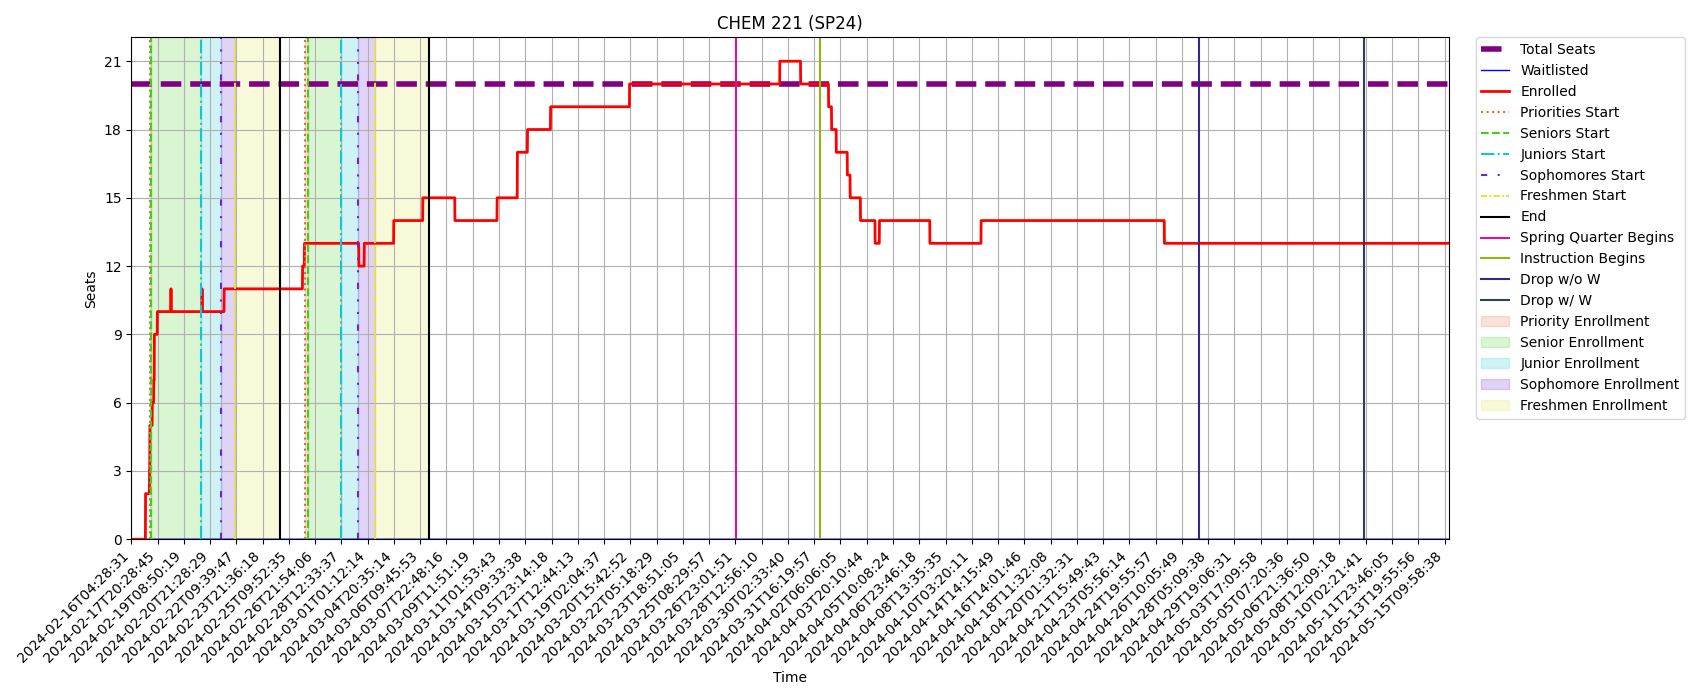 CHEM 221 (SP24)
Seats
21
18
15
12
9
6
3
0
2024-02-16T04:28:31
2024-02-17T20:28:45
2024-02-19T08:50:19
2024-02-20T21:28:29
2024-02-22T09:39:47
2024-02-23T21:36:18
2024-02-25T09:52:35
2024-02-26T21:54:06
2024-02-28T12:33:37
2024-03-01T01:12:14
2024-03-04T20:35:14
2024-03-06T09:45:53
2024-03-07T22:48:16
2024-03-11T01:51:19
2024-03-12T11:53:43
2024-03-14T09:33:38
2024-03-15T23:14:18
2024-03-17T12:44:13
2024-03-19T02:04:37
2024-03-20T15:42:52
2024-03-22T05:18:29
2024-03-23T18:51:05
2024-03-25T08:29:57
2024-03-26T23:01:51
2024-03-28T12:56:10
2024-03-30T02:33:40
2024-03-31T16:19:57
2024-04-02T06:06:05
2024-04-03T20:10:44
2024-04-05T10:08:24
2024-04-06T23:46:18
2024-04-08T13:35:35
2024-04-10T03:20:11
2024-04-14T14:15:49
2024-04-16T14:01:46
2024-04-18T11:32:08
2024-04-20T01:32:31
2024-04-21T15:49:43
2024-04-23T05:56:14
2024-04-24T19:55:57
2024-04-26T10:05:49
2024-04-28T05:09:38
2024-04-29T19:06:31
2024-05-03T17:09:58
2024-05-05T07:20:36
2024-05-06T21:36:50
2024-05-08T12:09:18
2024-05-10T02:21:41
2024-05-11T23:46:05
2024-05-13T19:55:56
2024-05-15T09:58:38
Time
Total Seats
Waitlisted
Enrolled
Priorities Start
Seniors Start
Juniors Start
Sophomores Start
Freshmen Start
End
Spring Quarter Begins
Instruction Begins
Drop w/o W
Drop w/ W
Priority Enrollment
Senior Enrollment
Junior Enrollment
Sophomore Enrollment
Freshmen Enrollment